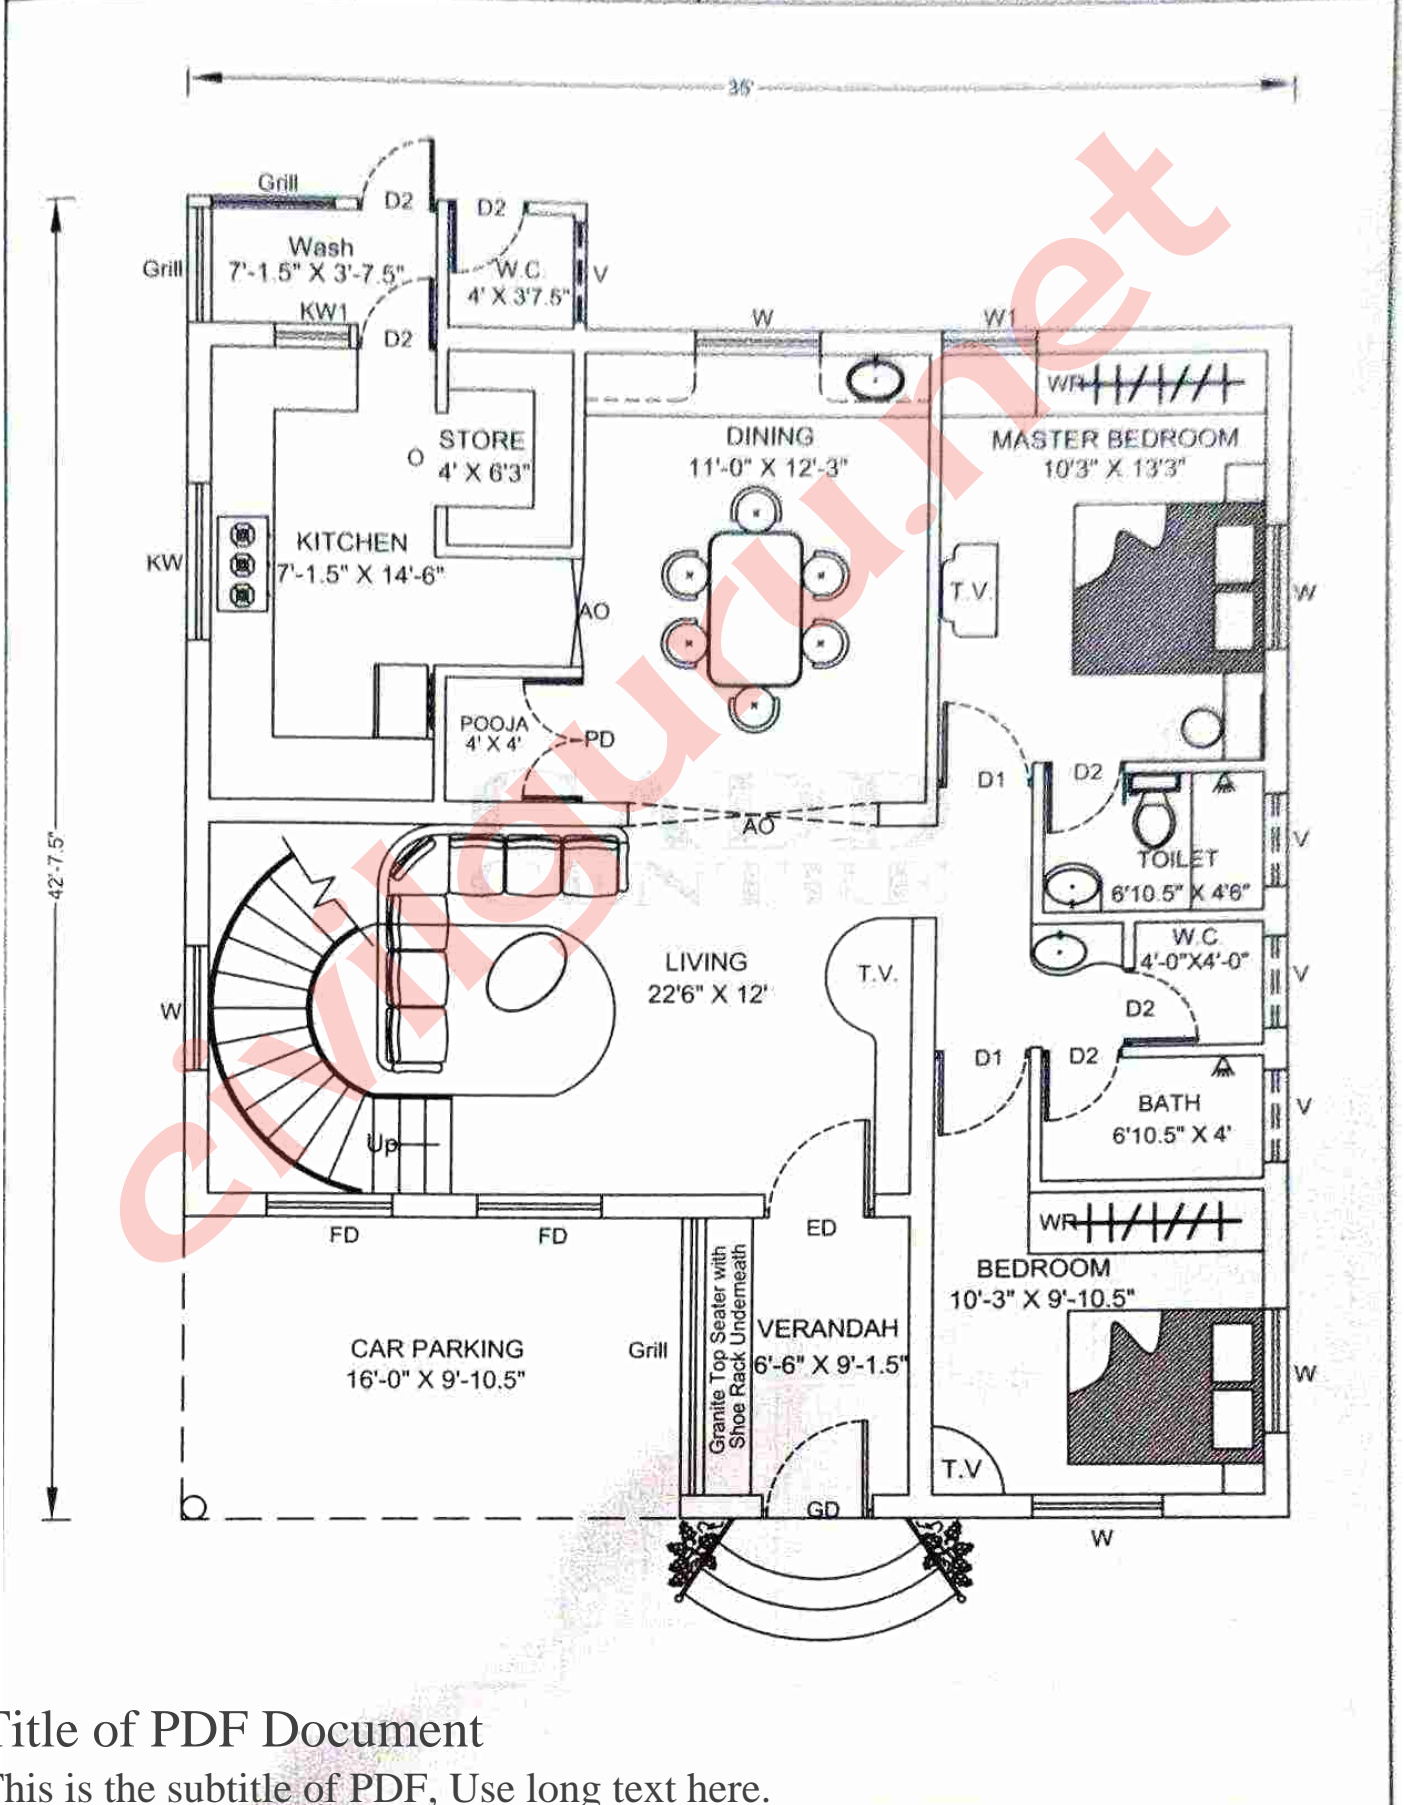 36'
Grill
D2
D2
Wash
7'-1.5" X 3'-7.5"
Grill
W.C.
4' X 3'7.5"
V
KW1
D2
W
W1
WR
STORE
4' X 6'3"
O
DINING
11'-0" X 12'-3"
MASTER BEDROOM
10'3" X 13'3"
KITCHEN
7'-1.5" X 14'-6"
KW
AO
T.V.
W
POOJA
4' X 4'
PD
D1
D2
AO
42'-7.5"
TOILET
6'10.5" X 4'6"
V
LIVING
22'6" X 12'
T.V.
W.C.
4'-0"X4'-0"
V
W
D2
D1
D2
BATH
6'10.5" X 4'
V
Up
FD
FD
ED
WR
BEDROOM
10'-3" X 9'-10.5"
Granite Top Seater with
Shoe Rack Underneath
VERANDAH
6'-6" X 9'-1.5"
CAR PARKING
16'-0" X 9'-10.5"
Grill
W
T.V
GD
W
civilguru.net
Title of PDF Document
This is the subtitle of PDF, Use long text here.